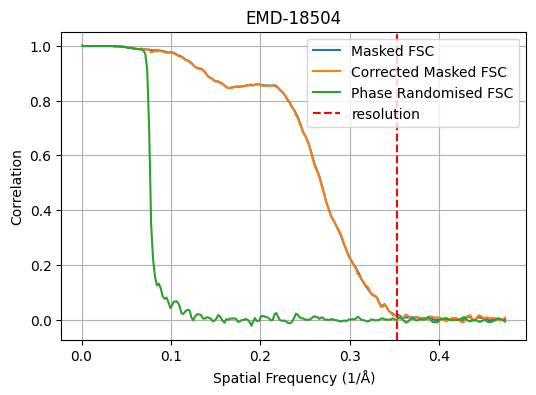 EMD-18504
Masked FSC
Corrected Masked FSC
Phase Randomised FSC
resolution
1.0
0.8
0.6
0.4
0.2
0.0
Correlation
0.0 0.1 0.2 0.3 0.4
Spatial Frequency (1/Å)